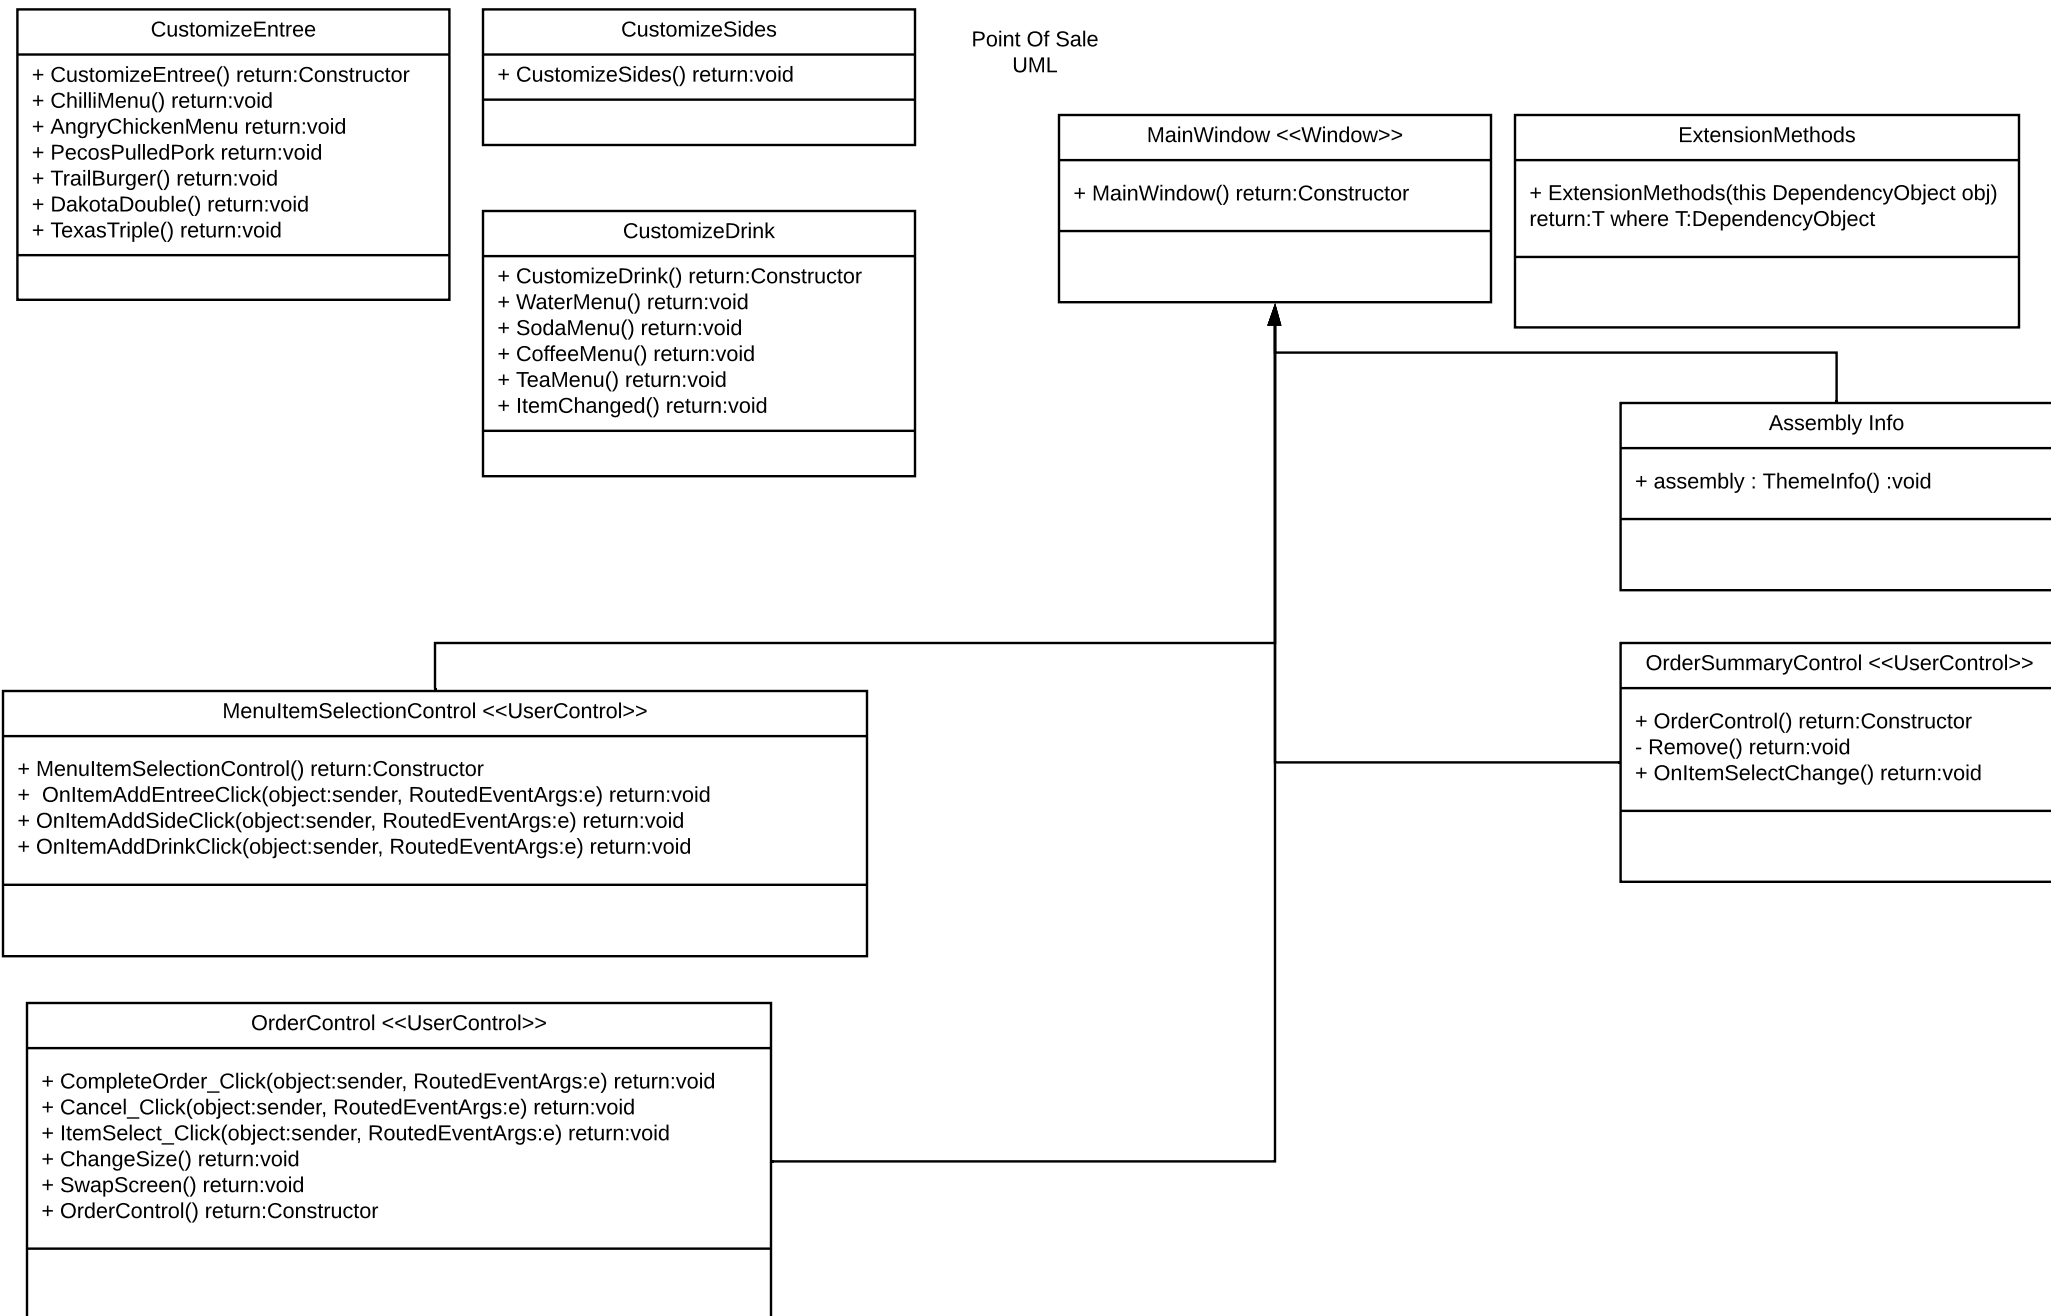 CustomizeEntree
+ CustomizeEntree() return:Constructor
+ ChilliMenu() return:void
+ AngryChickenMenu return:void
+ PecosPulledPork return:void
+ TrailBurger() return:void
+ DakotaDouble() return:void
+ TexasTriple() return:void
CustomizeSides
+ CustomizeSides() return:void
Point Of Sale
UML
CustomizeDrink
+ CustomizeDrink() return:Constructor
+ WaterMenu() return:void
+ SodaMenu() return:void
+ CoffeeMenu() return:void
+ TeaMenu() return:void
+ ItemChanged() return:void
MainWindow <<Window>>
+ MainWindow() return:Constructor
ExtensionMethods
+ ExtensionMethods(this DependencyObject obj)
return:T where T:DependencyObject
Assembly Info
+ assembly : ThemeInfo() :void
OrderSummaryControl <<UserControl>>
+ OrderControl() return:Constructor
- Remove() return:void
+ OnItemSelectChange() return:void
MenuItemSelectionControl <<UserControl>>
+ MenuItemSelectionControl() return:Constructor
+  OnItemAddEntreeClick(object:sender, RoutedEventArgs:e) return:void
+ OnItemAddSideClick(object:sender, RoutedEventArgs:e) return:void
+ OnItemAddDrinkClick(object:sender, RoutedEventArgs:e) return:void
OrderControl <<UserControl>>
+ CompleteOrder_Click(object:sender, RoutedEventArgs:e) return:void
+ Cancel_Click(object:sender, RoutedEventArgs:e) return:void
+ ItemSelect_Click(object:sender, RoutedEventArgs:e) return:void
+ ChangeSize() return:void
+ SwapScreen() return:void
+ OrderControl() return:Constructor